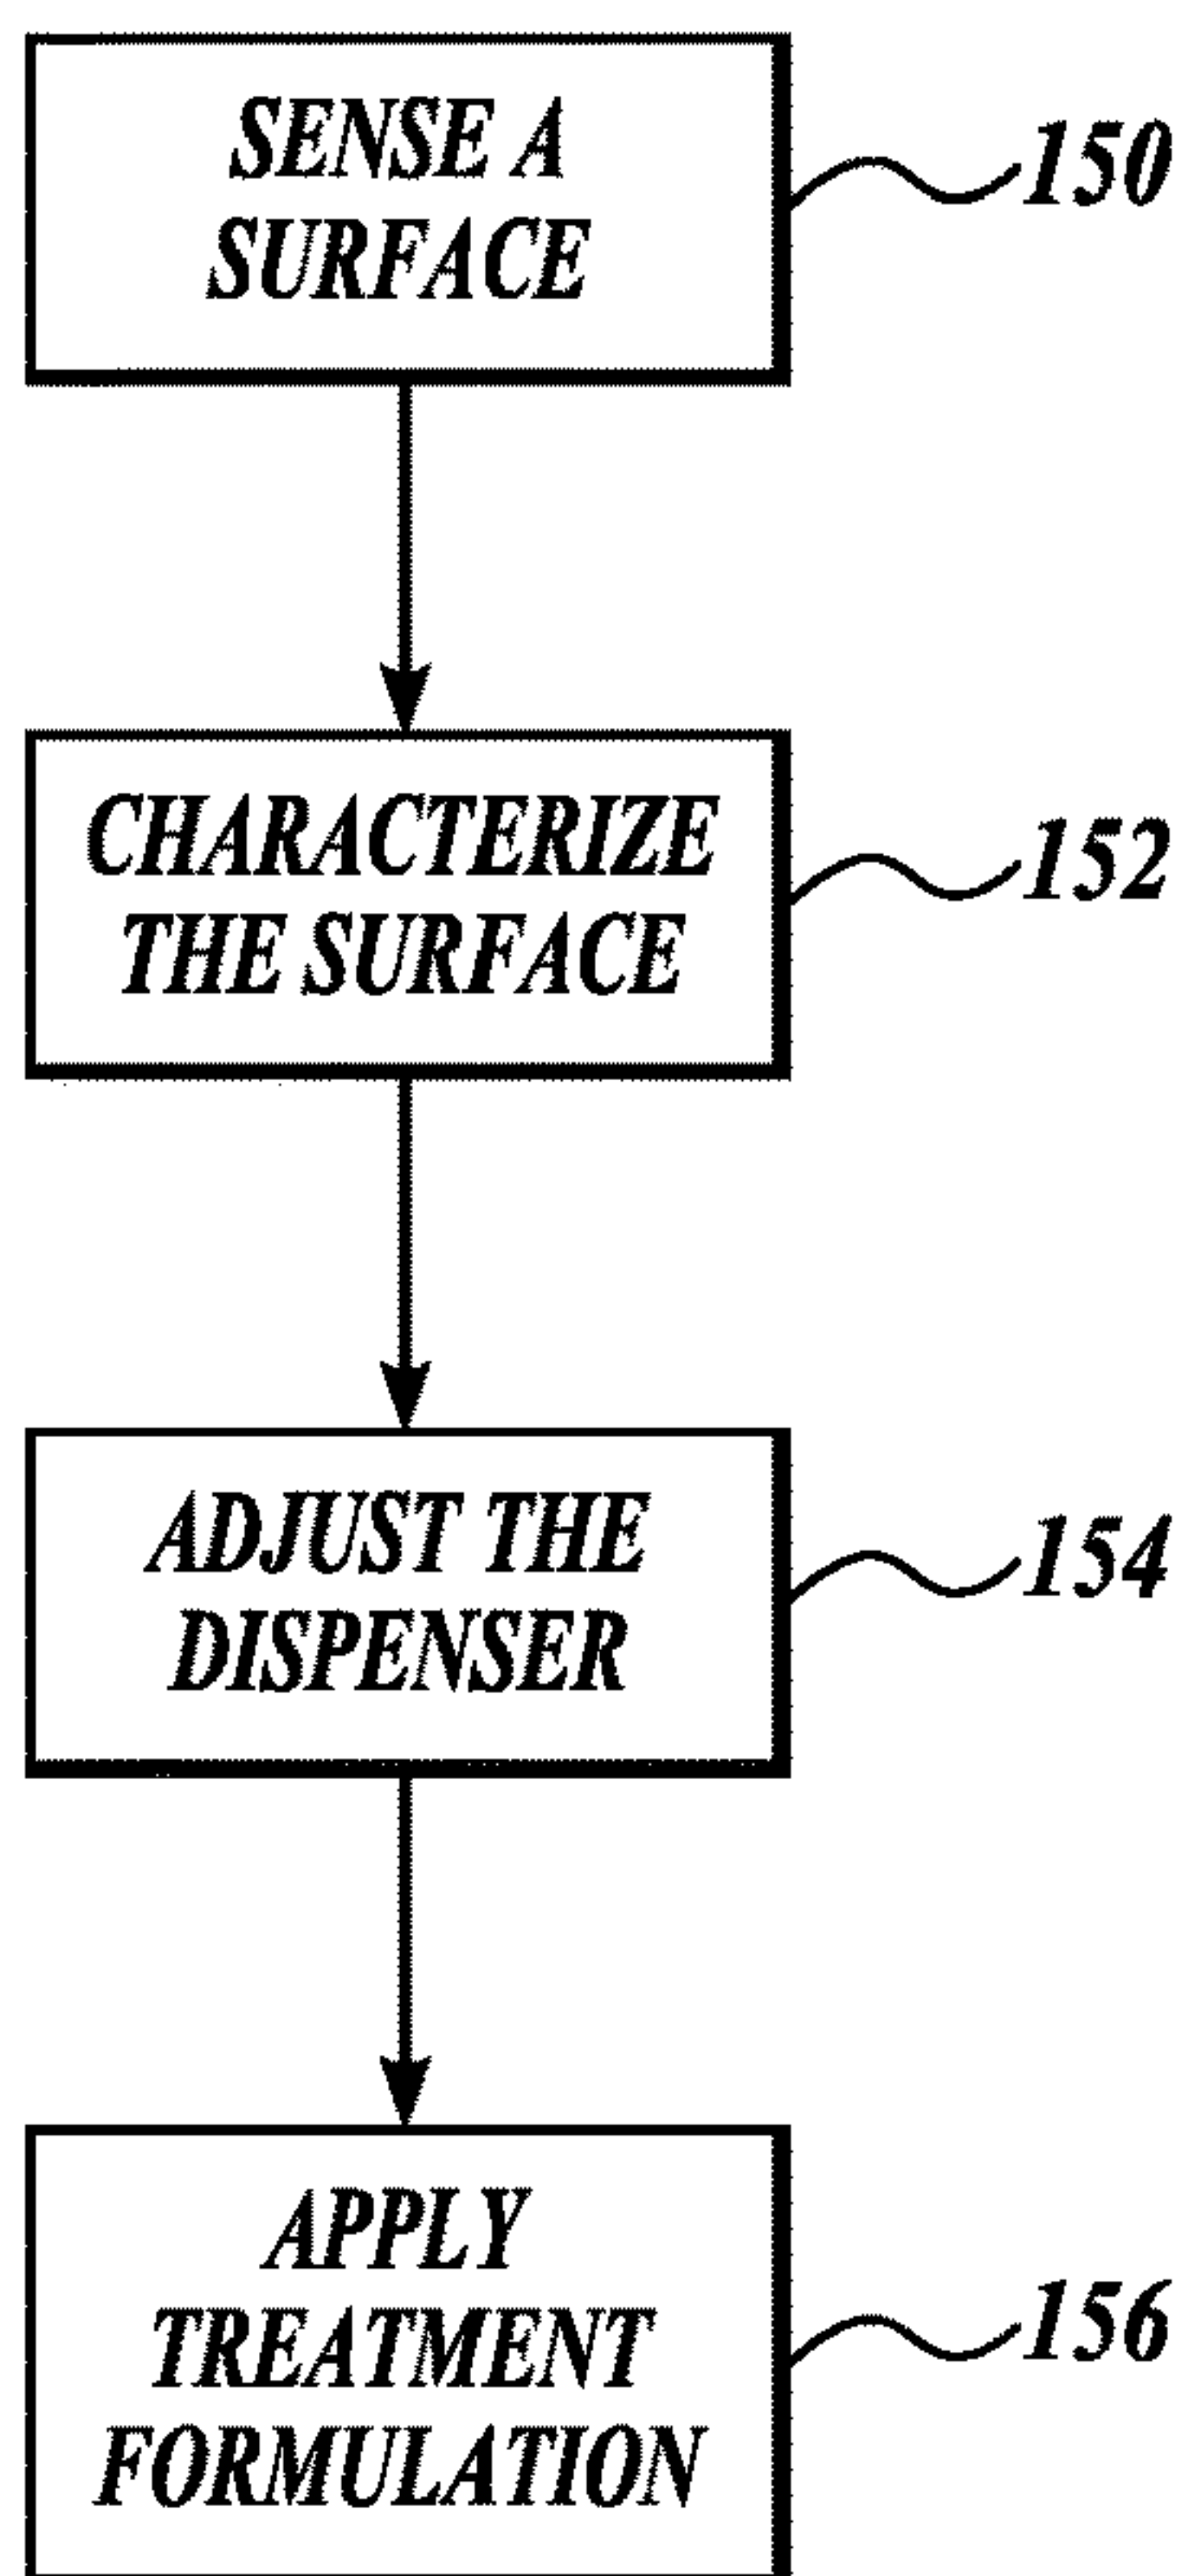 SENSE A
SURFACE
150
CHARACTERIZE
THE SURFACE
152
ADJUST THE
DISPENSER
154
APPLY
TREATMENT
FORMULATION
156